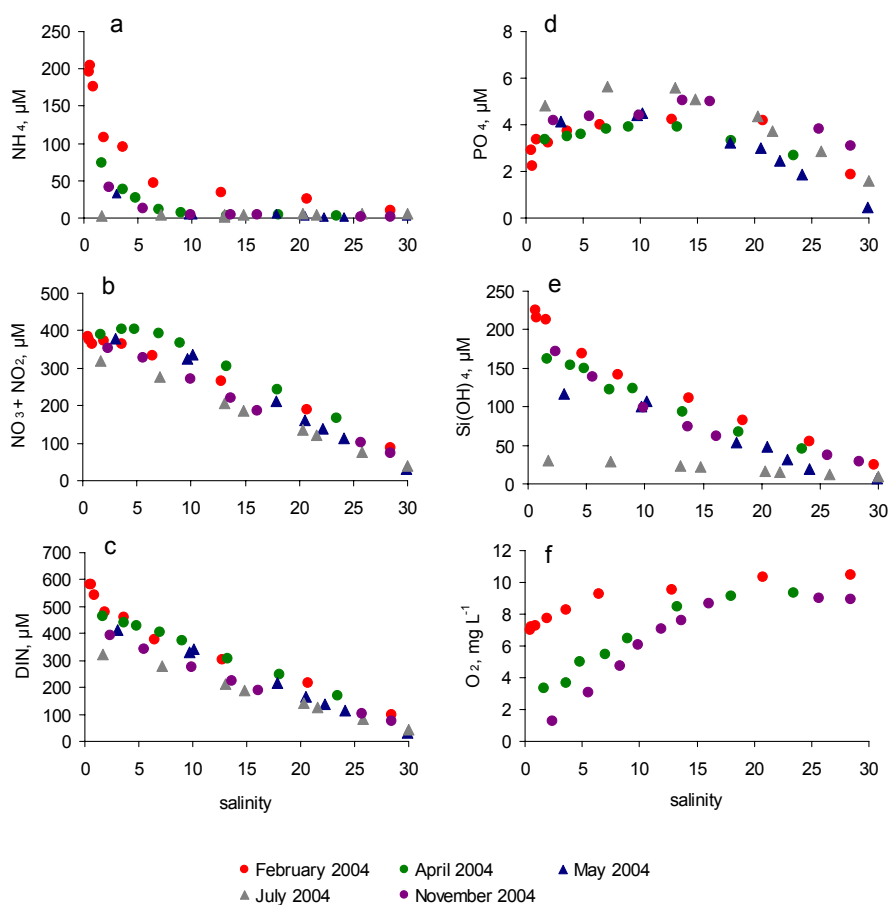 a
NH4, µM
250
200
150
100
50
0
0 5 10 15 20 25 30
d
PO4, µM
8
6
4
2
0
0 5 10 15 20 25 30
b
NO3 + NO2, µM
500
400
300
200
100
0
0 5 10 15 20 25 30
e
Si(OH)4, µM
250
200
150
100
50
0
0 5 10 15 20 25 30
c
DIN, µM
700
600
500
400
300
200
100
0
0 5 10 15 20 25 30
salinity
f
O2, mg L-1
12
10
8
6
4
2
0
0 5 10 15 20 25 30
salinity
February 2004 April 2004 May 2004
July 2004 November 2004